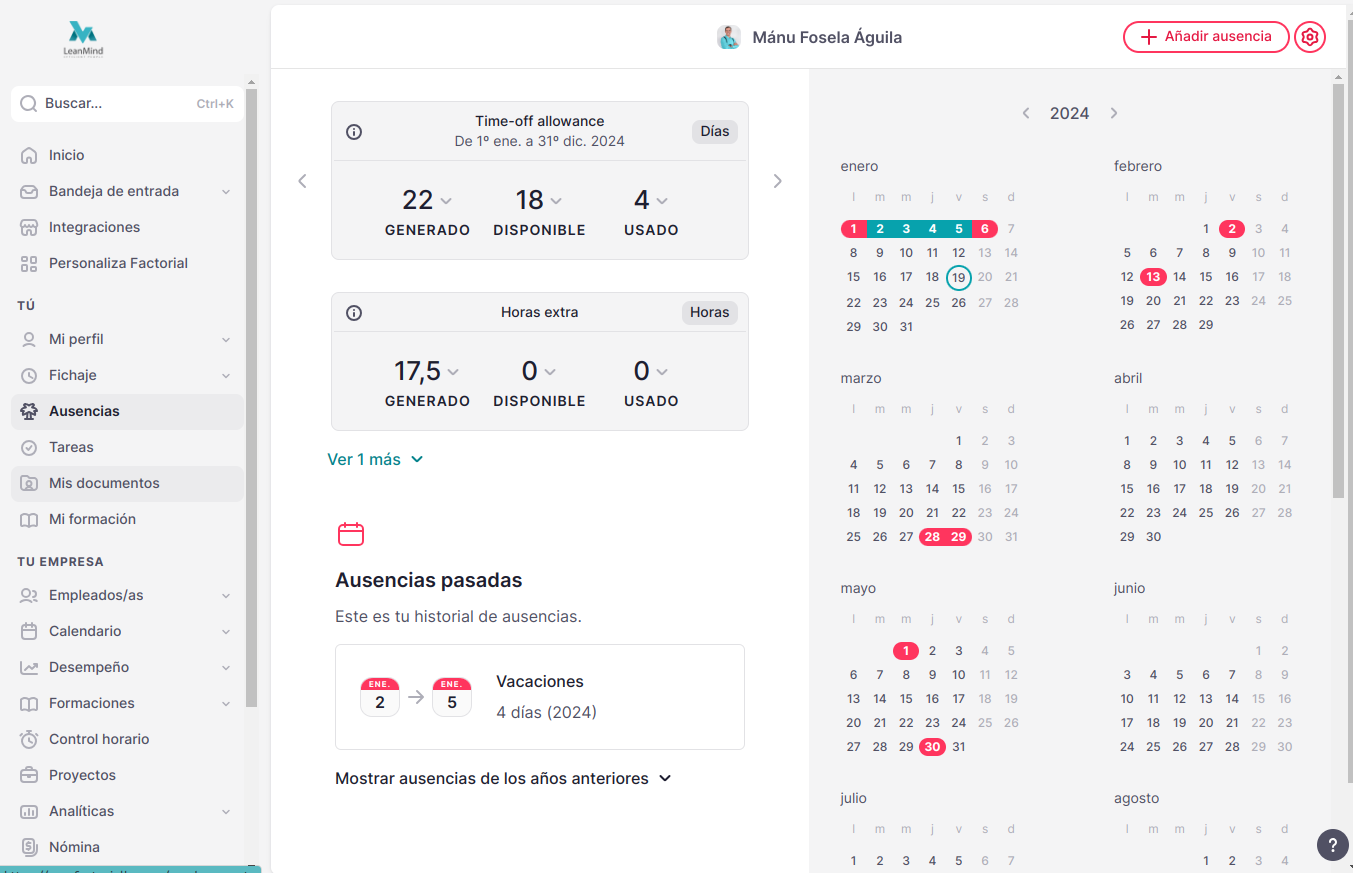 LeanMind
Buscar...
Ctrl+K
Inicio
Bandeja de entrada
Integraciones
Personaliza Factorial
TÚ
Mi perfil
Fichaje
Ausencias
Tareas
Mis documentos
Mi formación
TU EMPRESA
Empleados/as
Calendario
Desempeño
Formaciones
Control horario
Proyectos
Analíticas
Nómina
Mánu Fosela Águila
Añadir ausencia
Time-off allowance
De 1º ene. a 31º dic. 2024
Días
22 18 4
GENERADO DISPONIBLE USADO
Horas extra
Horas
17,5 0 0
GENERADO DISPONIBLE USADO
Ver 1 más
Ausencias pasadas
Este es tu historial de ausencias.
ENE. 2
ENE. 5
Vacaciones
4 días (2024)
Mostrar ausencias de los años anteriores
2024
enero
l m m j v s d
1 2 3 4 5 6 7
8 9 10 11 12 13 14
15 16 17 18 19 20 21
22 23 24 25 26 27 28
29 30 31
febrero
l m m j v s d
1 2 3 4
5 6 7 8 9 10 11
12 13 14 15 16 17 18
19 20 21 22 23 24 25
26 27 28 29
marzo
l m m j v s d
1 2 3
4 5 6 7 8 9 10
11 12 13 14 15 16 17
18 19 20 21 22 23 24
25 26 27 28 29 30 31
abril
l m m j v s d
1 2 3 4 5 6 7
8 9 10 11 12 13 14
15 16 17 18 19 20 21
22 23 24 25 26 27 28
29 30
mayo
l m m j v s d
1 2 3 4 5
6 7 8 9 10 11 12
13 14 15 16 17 18 19
20 21 22 23 24 25 26
27 28 29 30 31
junio
l m m j v s d
1 2
3 4 5 6 7 8 9
10 11 12 13 14 15 16
17 18 19 20 21 22 23
24 25 26 27 28 29 30
julio
l m m j v s d
1 2 3 4 5 6 7
agosto
l m m j v s d
1 2 3 4
?